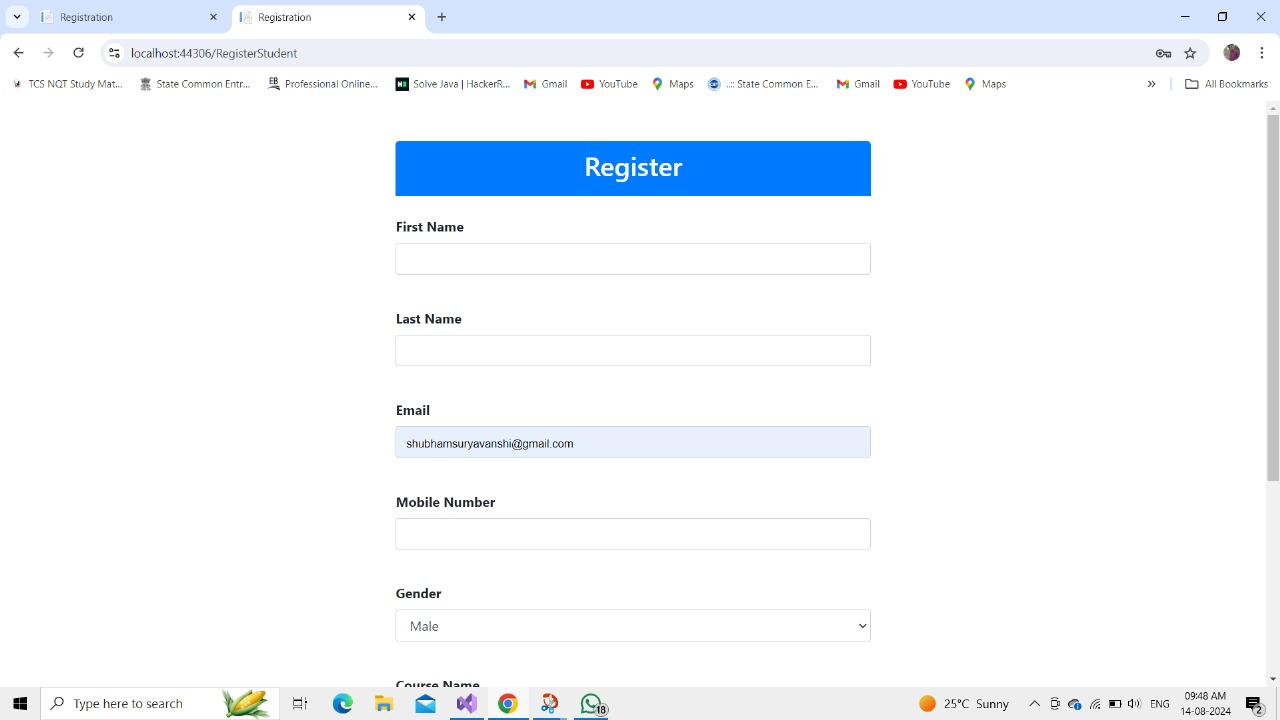 Registration
Registration
localhost:44306/RegisterStudent
TCS NQT Study Mat...
State Common Entr...
EB
Professional Online...
Solve Java | HackerR...
Gmail
YouTube
Maps
..:: State Common E...
Gmail
YouTube
Maps
»
All Bookmarks
Register
First Name
Last Name
Email
shubhamsuryavanshi@gmail.com
Mobile Number
Gender
Male
Course Name
Type here to search
18
25°C Sunny
ENG
09:48 AM
14-08-2024
2